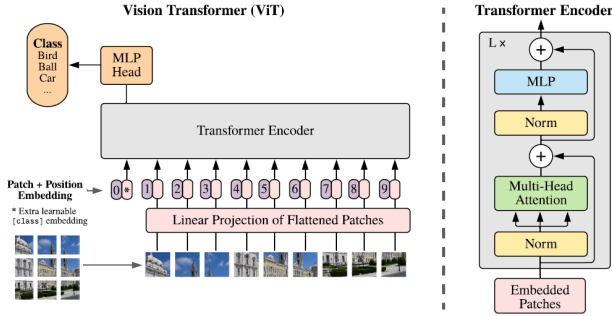 Vision Transformer (ViT)
Class
Bird
Ball
Car
...
MLP
Head
Transformer Encoder
Patch + Position
Embedding
0 * 1 2 3 4 5 6 7 8 9
* Extra learnable
[class] embedding
Linear Projection of Flattened Patches
Transformer Encoder
L ×
+
MLP
Norm
+
Multi-Head
Attention
Norm
Embedded
Patches